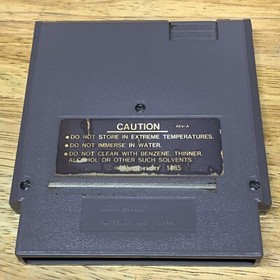 CAUTION REV-A
• DO NOT STORE IN EXTREME TEMPERATURES.
• DO NOT IMMERSE IN WATER.
• DO NOT CLEAN WITH BENZENE, THINNER,
ALCOHOL OR OTHER SUCH SOLVENTS.
1985